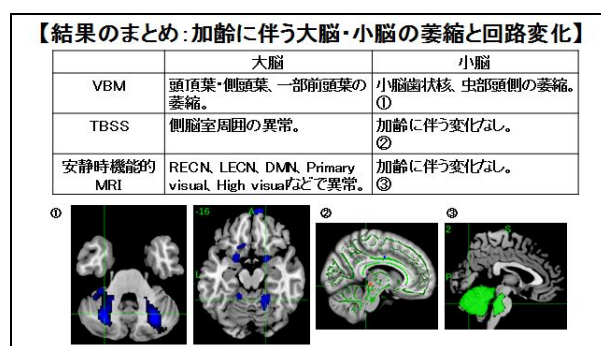 【結果のまとめ:加齢に伴う大脳・小脳の萎縮と回路変化】
大脳
小脳
VBM
頭頂葉・側頭葉、一部前頭葉の
萎縮。
小脳歯状核、虫部頭側の萎縮。
①
TBSS
側脳室周囲の異常。
加齢に伴う変化なし。
②
安静時機能的
MRI
RECN, LECN, DMN, Primary
visual, High visualなどで異常。
加齢に伴う変化なし。
③
①
-16
A
L
②
③
2
S
P